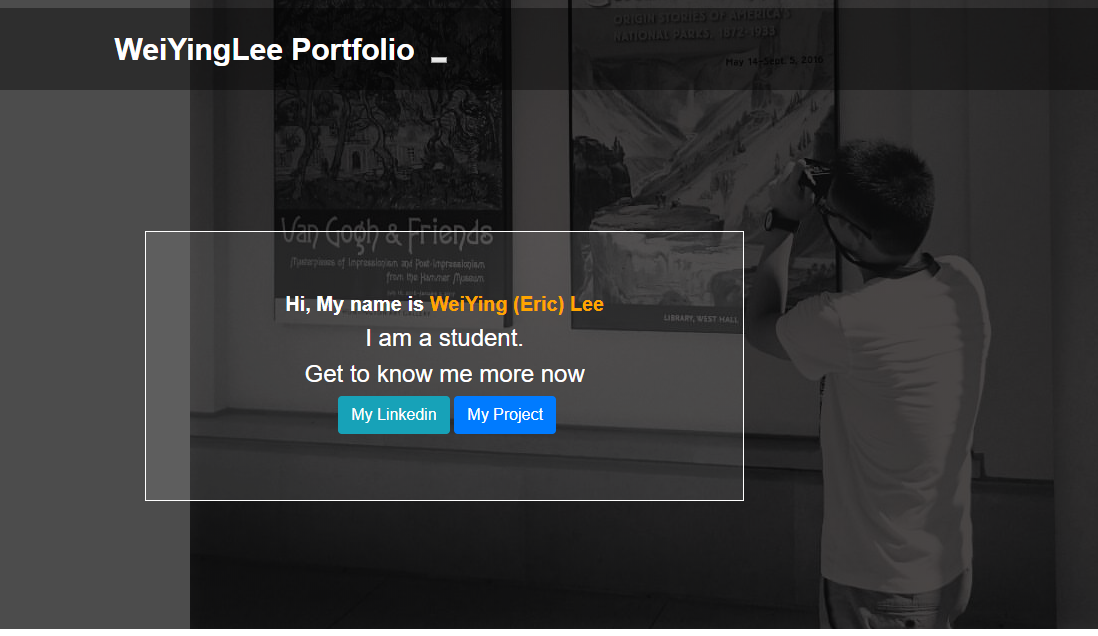 ORIGIN STORIES OF AMERICA'S
NATIONAL PARKS, 1872-1933
May 14–Sept. 5, 2016
WeiYingLee Portfolio
Van Gogh & Friends
Masterpieces of Impressionism and Post-Impressionism
from the Hammer Museum
Hi, My name is WeiYing (Eric) Lee
LIBRARY, WEST HALL
I am a student.
Get to know me more now
My Linkedin My Project